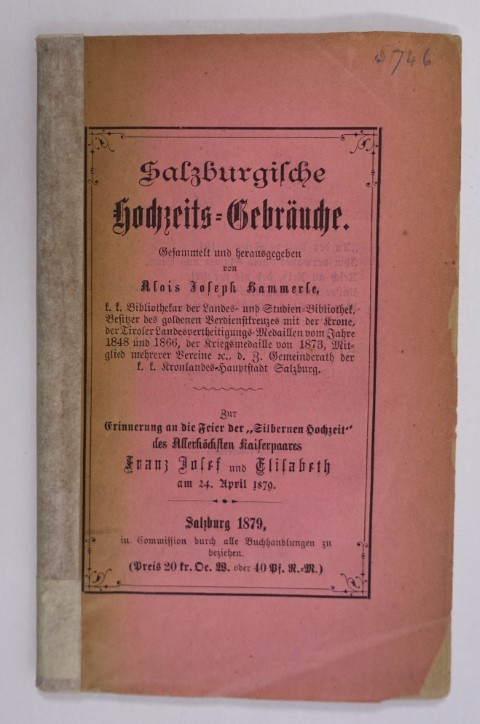 5746
Salzburgische
Hochzeits-Gebräuche.
Gesammelt und herausgegeben
von
Alois Joseph Hammerle,
k. k. Bibliothekar der Landes- und Studien-Bibliothek,
Besitzer des goldenen Verdienstkreuzes mit der Krone,
der Tiroler Landesvertheitigungs-Medaillen vom Jahre
1848 und 1866, der Kriegsmedaille von 1873, Mit-
glied mehrerer Vereine ꝛc., d. Z. Gemeinderath der
k. k. Kronlandes-Hauptstadt Salzburg.
Zur
Erinnerung an die Feier der „Silbernen Hochzeit"
des Allerhöchsten Kaiserpaares
Franz Josef und Elisabeth
am 24. April 1879.
Salzburg 1879,
in Commission durch alle Buchhandlungen zu
beziehen.
(Preis 20 kr. Oe. W. oder 40 Pf. R.-M.)